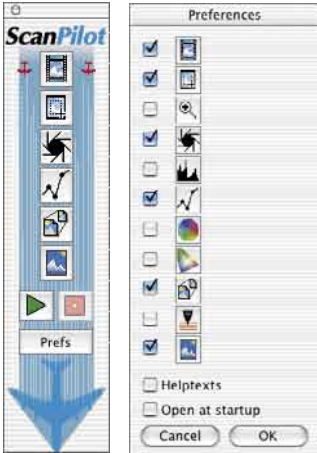 ScanPilot
Prefs
Preferences
Helptexts
Open at startup
Cancel OK